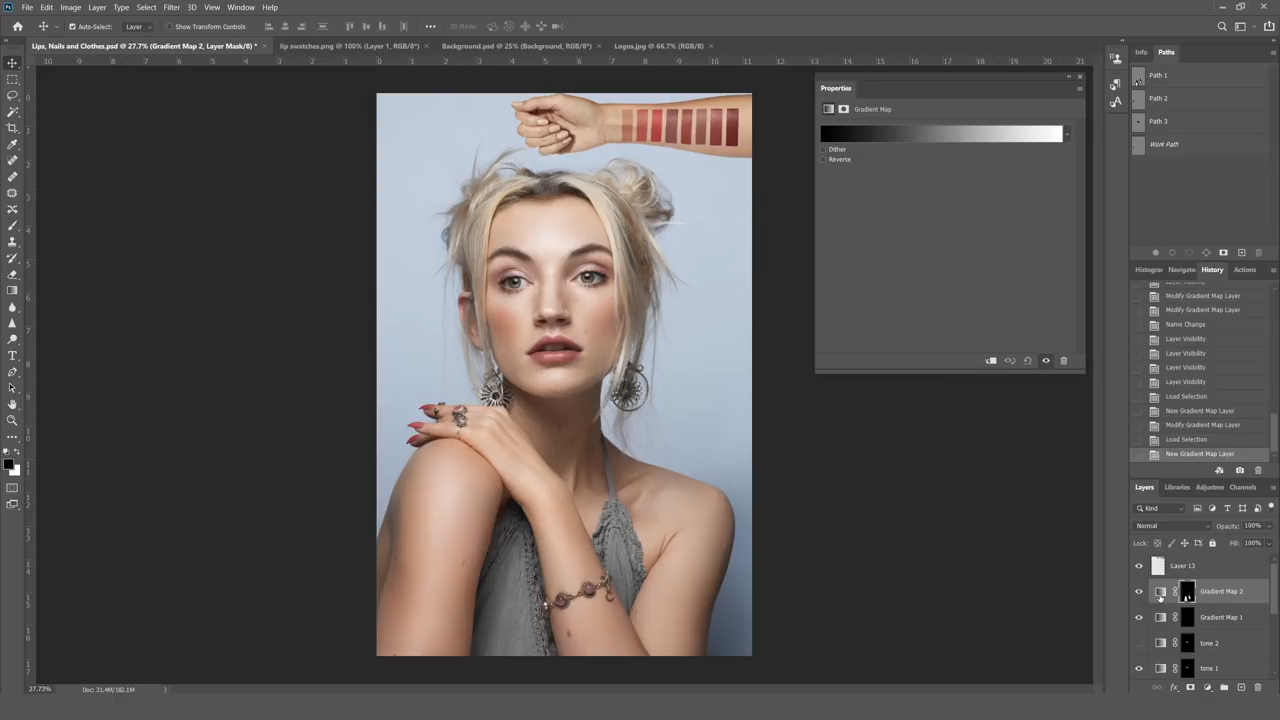 File Edit Image Layer Type Select Filter 3D View Window Help
Auto-Select: Layer Show Transform Controls 3D Mode:
Lips, Nails and Clothes.psd @ 27.7% (Gradient Map 2, Layer Mask/8) *
lip swatches.png @ 100% (Layer 1, RGB/8*)
Background.psd @ 25% (Background, RGB/8*)
Logos.jpg @ 66.7% (RGB/8)
Properties
Gradient Map
Dither
Reverse
Info Paths
Path 1
Path 2
Path 3
Work Path
Histogran Navigato History Actions
Modify Gradient Map Layer
Modify Gradient Map Layer
Name Change
Layer Visibility
Layer Visibility
Layer Visibility
Layer Visibility
Load Selection
New Gradient Map Layer
Modify Gradient Map Layer
Load Selection
New Gradient Map Layer
Layers Libraries Adjustme Channels
Kind
Normal Opacity: 100%
Lock: Fill: 100%
Layer 13
Gradient Map 2
Gradient Map 1
tone 2
tone 1
27.73% Doc: 31.4M/182.1M